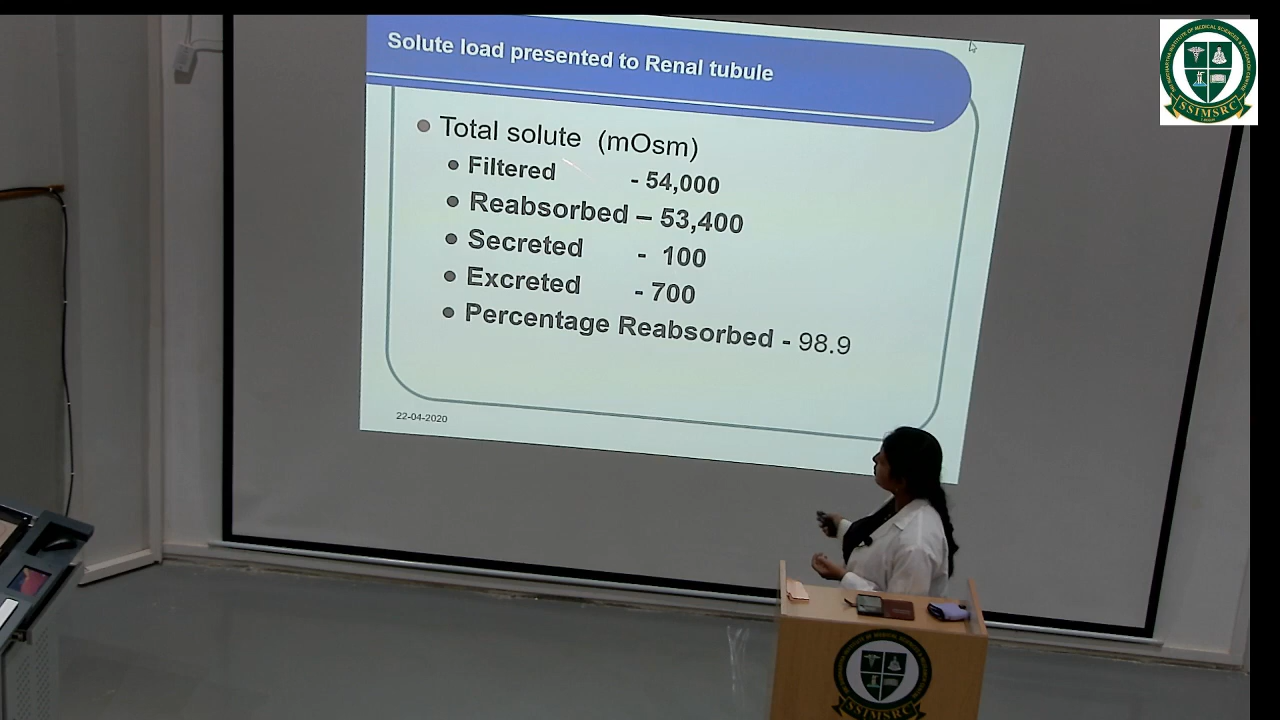 Solute load presented to Renal tubule
Total solute (mOsm)
Filtered - 54,000
Reabsorbed – 53,400
Secreted - 100
Excreted - 700
Percentage Reabsorbed - 98.9
22-04-2020
SSIMSRC
SSIMSRC